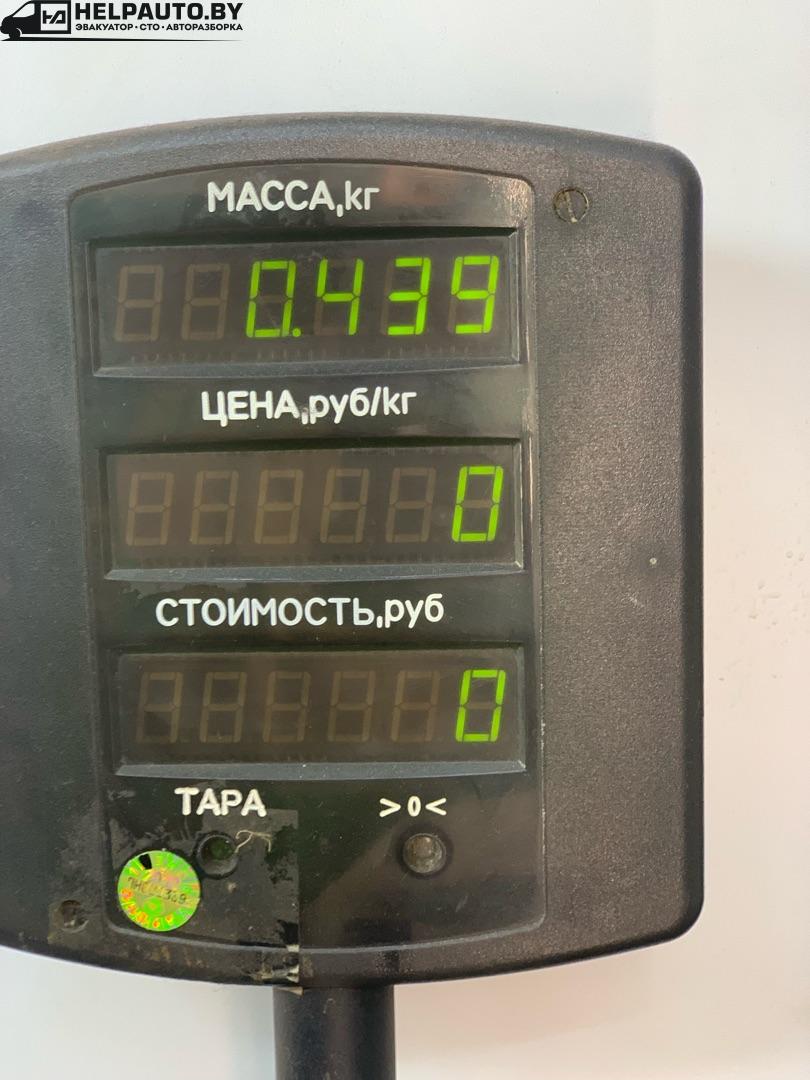 HELPAUTO.BY
ЭВАКУАТОР • СТО • АВТОРАЗБОРКА
МАССА,кг
0.439
ЦЕНА,руб/кг
0
СТОИМОСТЬ,руб
0
ТАРА >0<